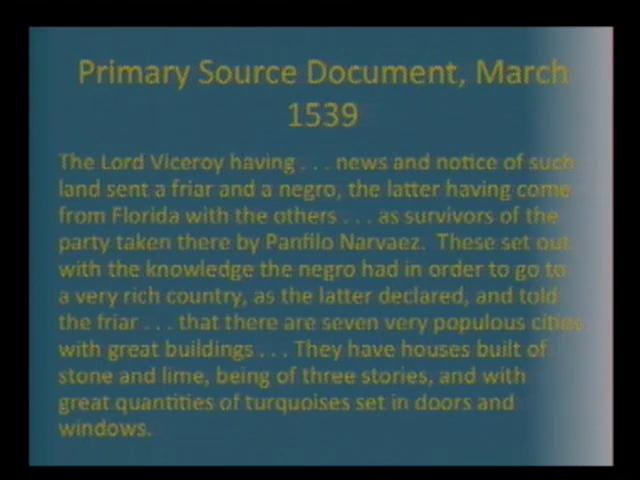 Primary Source Document, March
1539
The Lord Viceroy having . . . news and notice of such
land sent a friar and a negro, the latter having come
from Florida with the others . . . as survivors of the
party taken there by Panfilo Narvaez.  These set out
with the knowledge the negro had in order to go to
a very rich country, as the latter declared, and told
the friar . . . that there are seven very populous cities
with great buildings . . . They have houses built of
stone and lime, being of three stories, and with
great quantities of turquoises set in doors and
windows.